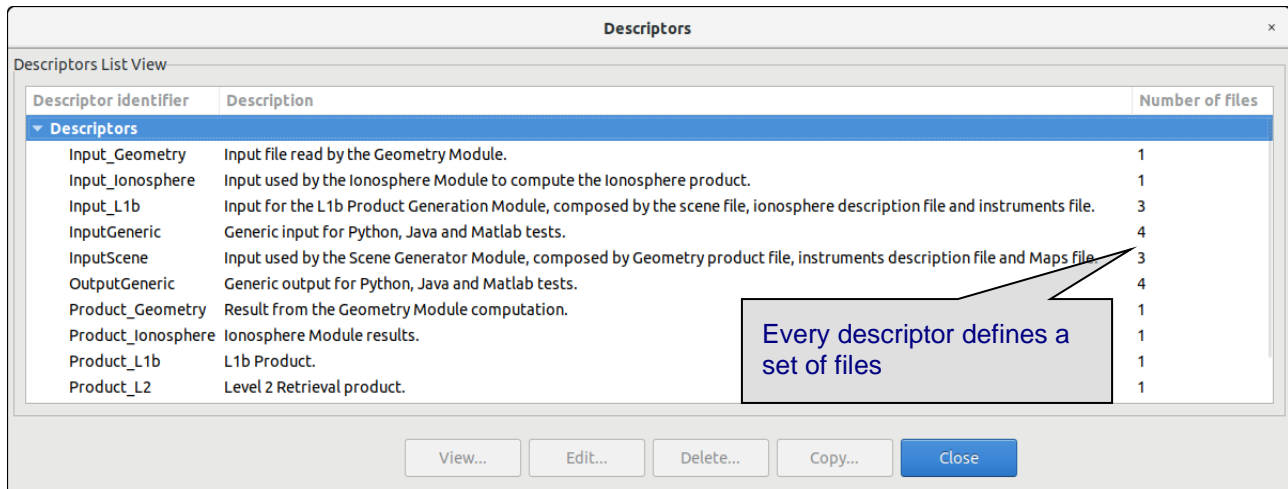 Descriptors
×
Descriptors List View
Descriptor identifier Description Number of files
Descriptors
Input_Geometry Input file read by the Geometry Module. 1
Input_Ionosphere Input used by the Ionosphere Module to compute the Ionosphere product. 1
Input_L1b Input for the L1b Product Generation Module, composed by the scene file, ionosphere description file and instruments file. 3
InputGeneric Generic input for Python, Java and Matlab tests. 4
InputScene Input used by the Scene Generator Module, composed by Geometry product file, instruments description file and Maps file. 3
OutputGeneric Generic output for Python, Java and Matlab tests. 4
Product_Geometry Result from the Geometry Module computation. 1
Product_Ionosphere Ionosphere Module results. 1
Product_L1b L1b Product. 1
Product_L2 Level 2 Retrieval product. 1
Every descriptor defines a
set of files
View... Edit... Delete... Copy... Close